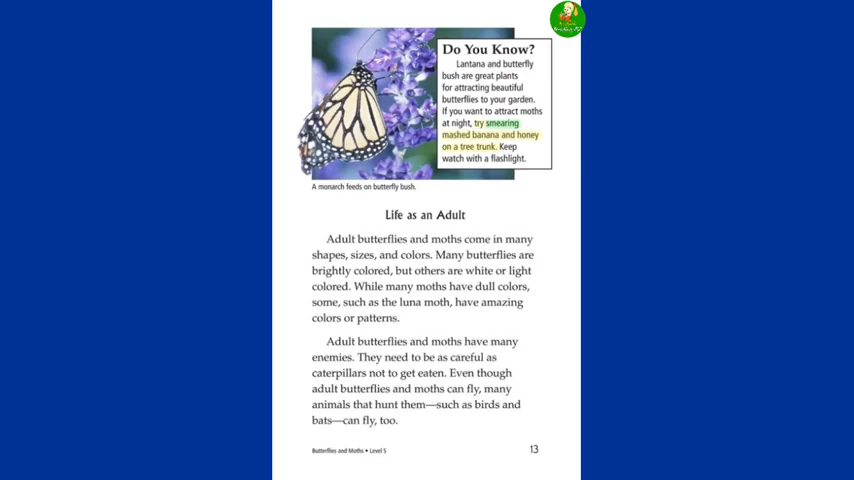 Do You Know?
Lantana and butterfly
bush are great plants
for attracting beautiful
butterflies to your garden.
If you want to attract moths
at night, try smearing
mashed banana and honey
on a tree trunk. Keep
watch with a flashlight.
A monarch feeds on butterfly bush.
Life as an Adult
Adult butterflies and moths come in many
shapes, sizes, and colors. Many butterflies are
brightly colored, but others are white or light
colored. While many moths have dull colors,
some, such as the luna moth, have amazing
colors or patterns.
Adult butterflies and moths have many
enemies. They need to be as careful as
caterpillars not to get eaten. Even though
adult butterflies and moths can fly, many
animals that hunt them—such as birds and
bats—can fly, too.
Butterflies and Moths • Level S
13